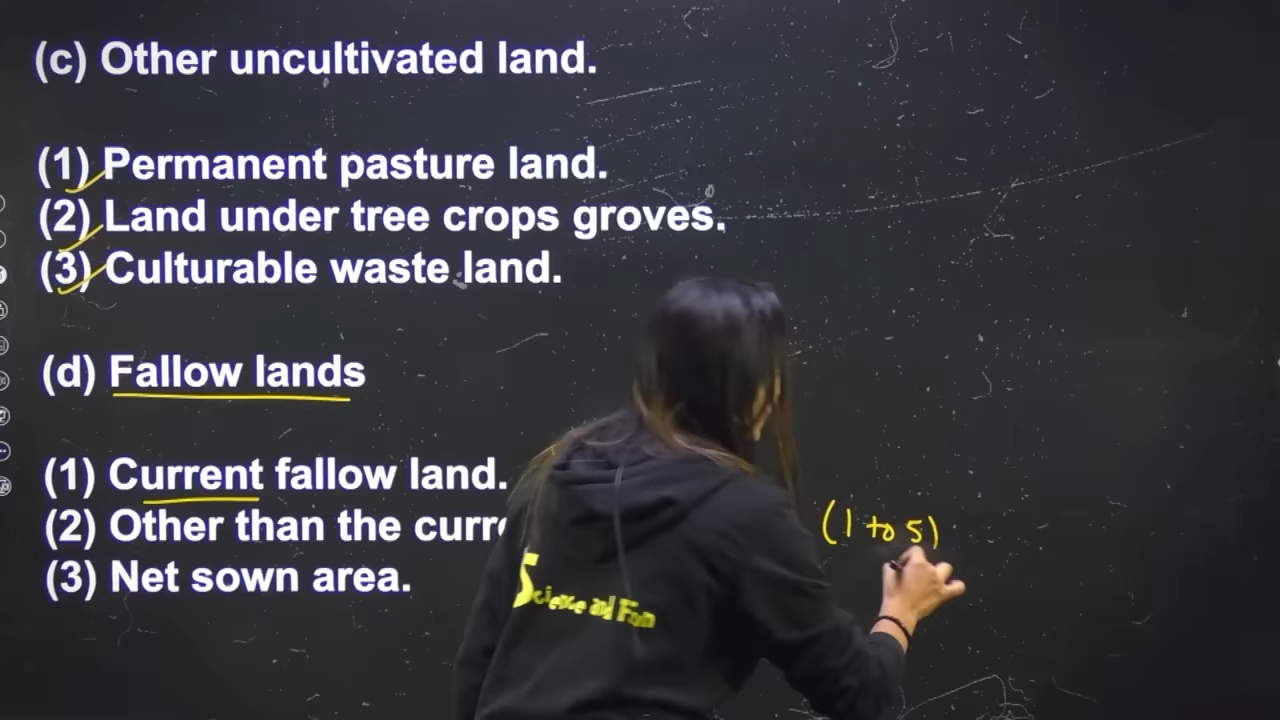 (c) Other uncultivated land.
(1) Permanent pasture land.
(2) Land under tree crops groves.
(3) Culturable waste land.
(d) Fallow lands
(1) Current fallow land.
(2) Other than the curre
(1 to 5)
(3) Net sown area.
Science and Fun